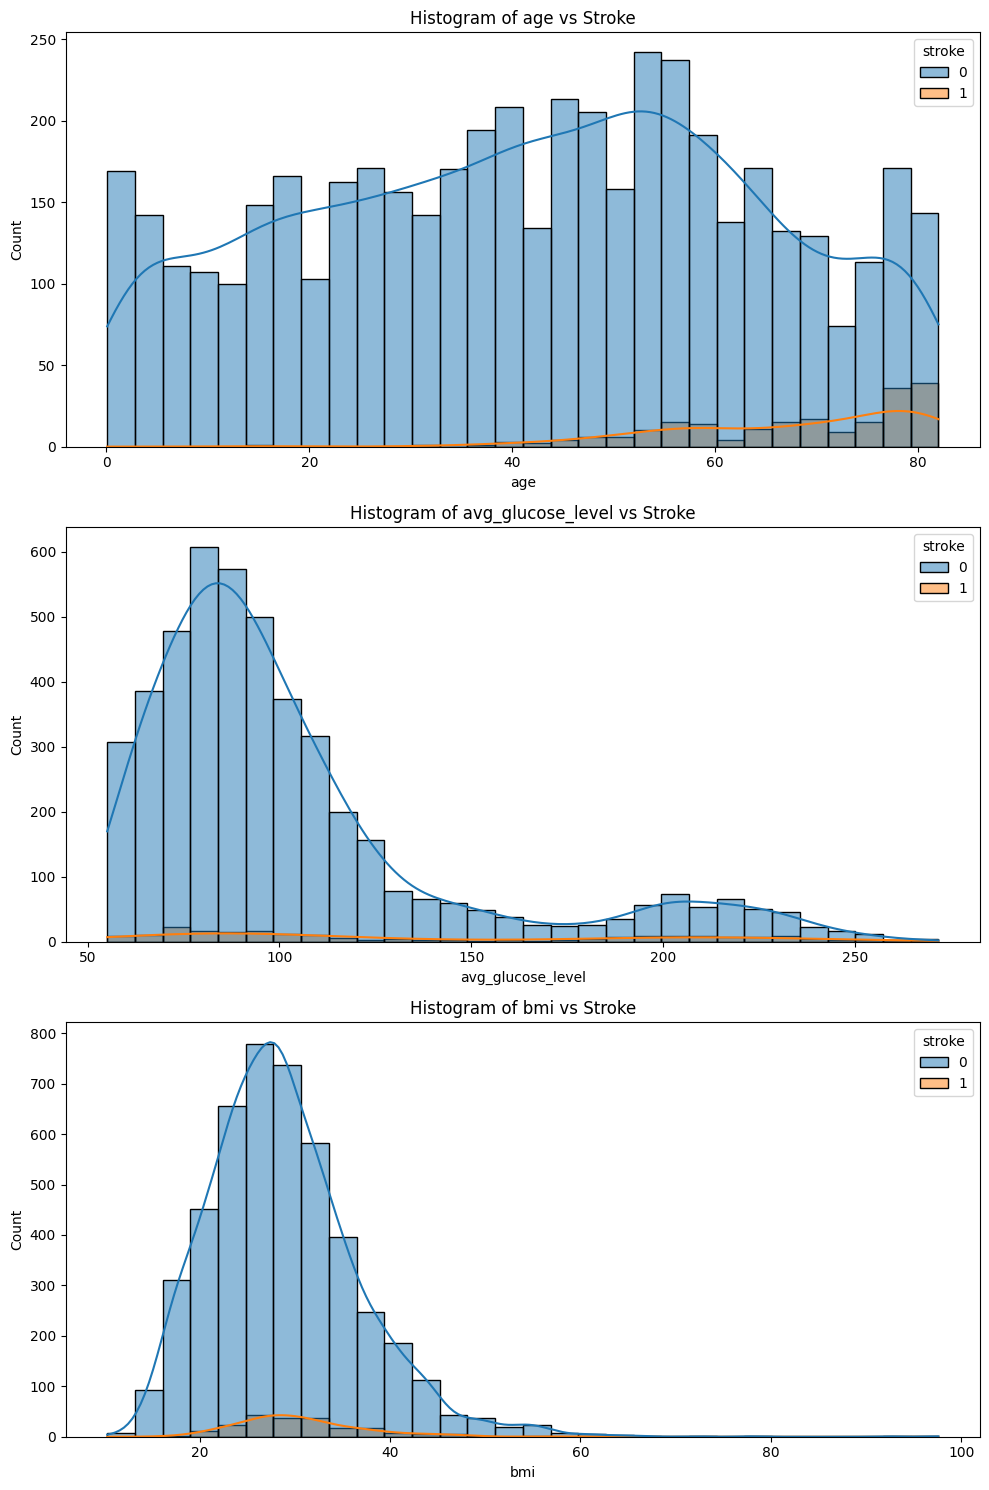 Histogram of age vs Stroke
250
200
150
100
50
0
Count
0 20 40 60 80
age
stroke
0
1
Histogram of avg_glucose_level vs Stroke
600
500
400
300
200
100
0
Count
50 100 150 200 250
avg_glucose_level
stroke
0
1
Histogram of bmi vs Stroke
800
700
600
500
400
300
200
100
0
Count
20 40 60 80 100
bmi
stroke
0
1